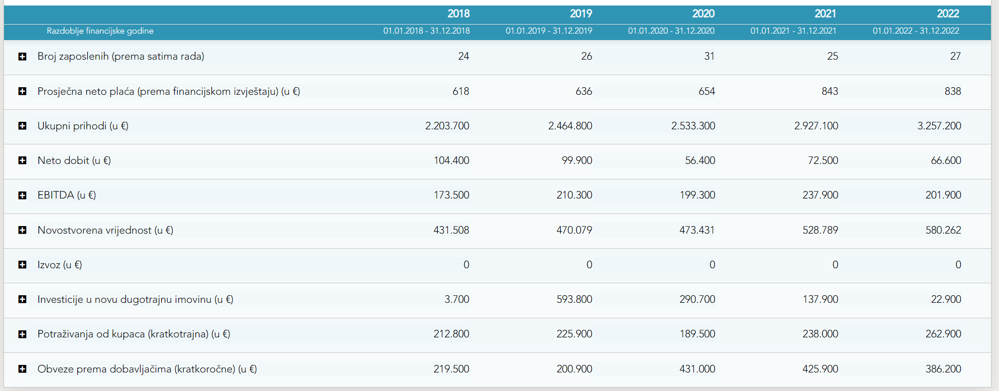 2018 2019 2020 2021 2022
Razdoblje financijske godine 01.01.2018 - 31.12.2018 01.01.2019 - 31.12.2019 01.01.2020 - 31.12.2020 01.01.2021 - 31.12.2021 01.01.2022 - 31.12.2022
Broj zaposlenih (prema satima rada) 24 26 31 25 27
Prosječna neto plaća (prema financijskom izvještaju) (u €) 618 636 654 843 838
Ukupni prihodi (u €) 2.203.700 2.464.800 2.533.300 2.927.100 3.257.200
Neto dobit (u €) 104.400 99.900 56.400 72.500 66.600
EBITDA (u €) 173.500 210.300 199.300 237.900 201.900
Novostvorena vrijednost (u €) 431.508 470.079 473.431 528.789 580.262
Izvoz (u €) 0 0 0 0 0
Investicije u novu dugotrajnu imovinu (u €) 3.700 593.800 290.700 137.900 22.900
Potraživanja od kupaca (kratkotrajna) (u €) 212.800 225.900 189.500 238.000 262.900
Obveze prema dobavljačima (kratkoročne) (u €) 219.500 200.900 431.000 425.900 386.200